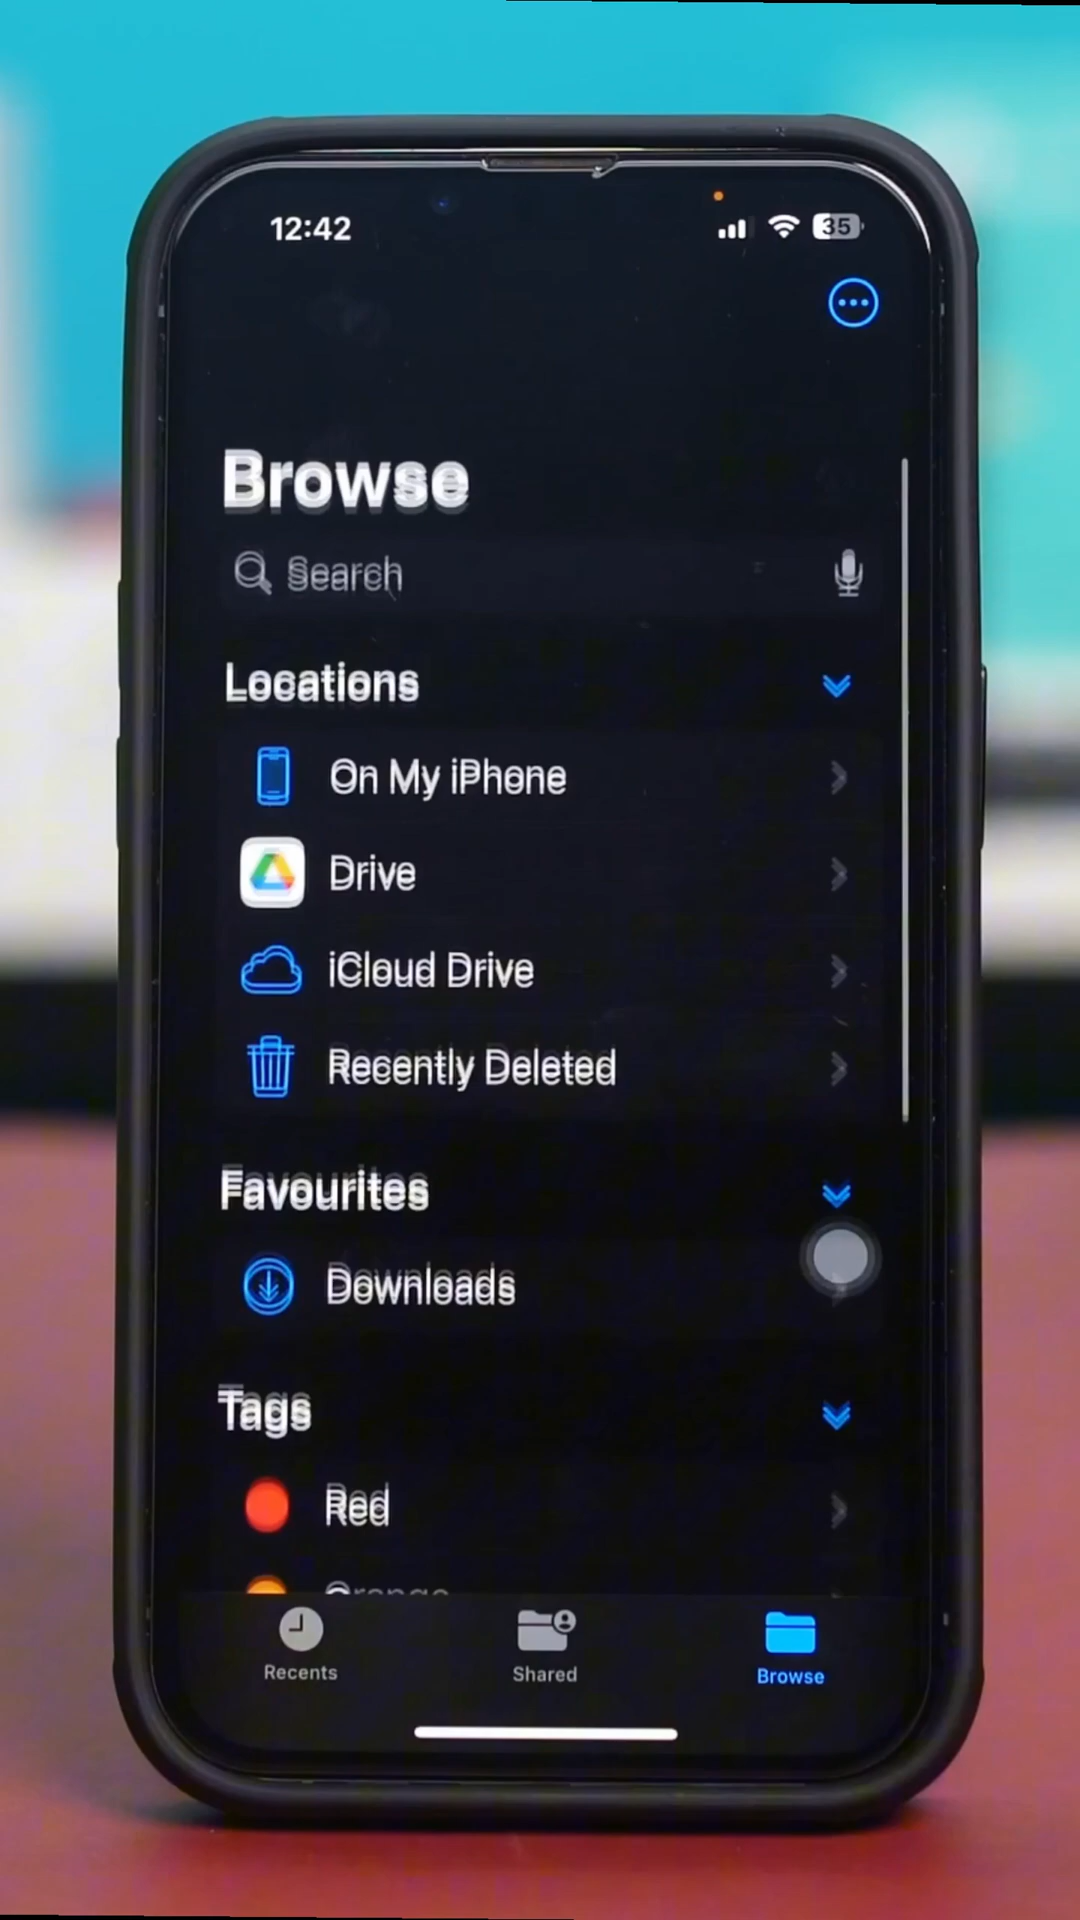 12:42
35
Browse
Search
Locations
On My iPhone
Drive
iCloud Drive
Recently Deleted
Favourites
Downloads
Tags
Red
Orange
Recents
Shared
Browse